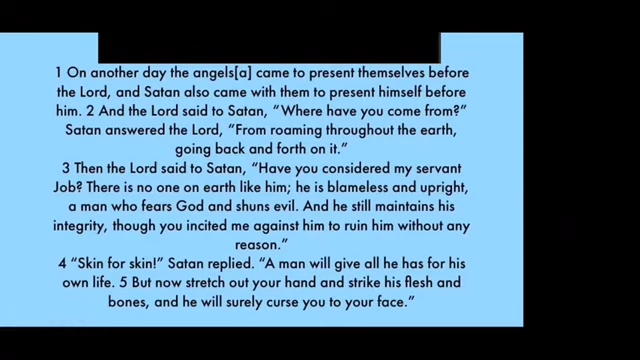 1 On another day the angels[a] came to present themselves before
the Lord, and Satan also came with them to present himself before
him. 2 And the Lord said to Satan, “Where have you come from?”
Satan answered the Lord, “From roaming throughout the earth,
going back and forth on it.”
3 Then the Lord said to Satan, “Have you considered my servant
Job? There is no one on earth like him; he is blameless and upright,
a man who fears God and shuns evil. And he still maintains his
integrity, though you incited me against him to ruin him without any
reason.”
4 “Skin for skin!” Satan replied. “A man will give all he has for his
own life. 5 But now stretch out your hand and strike his flesh and
bones, and he will surely curse you to your face.”